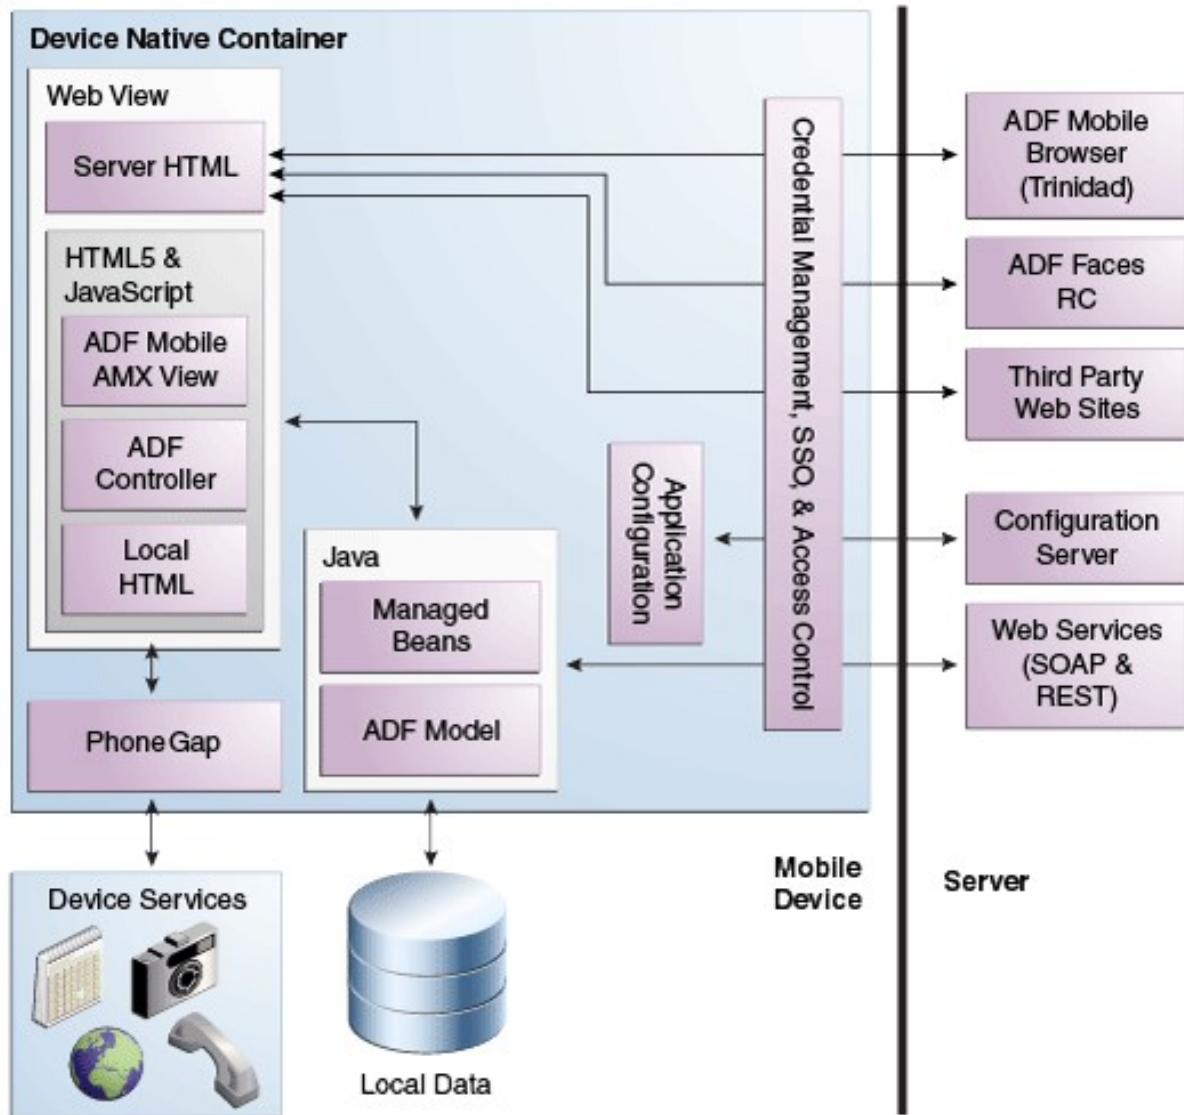 Device Native Container
Web View
Server HTML
HTML5 &
JavaScript
ADF Mobile
AMX View
ADF
Controller
Local
HTML
PhoneGap
Device Services
Java
Managed
Beans
ADF Model
Local Data
Application
Configuration
Credential Management, SSO, & Access Control
Mobile
Device
Server
ADF Mobile
Browser
(Trinidad)
ADF Faces
RC
Third Party
Web Sites
Configuration
Server
Web Services
(SOAP &
REST)